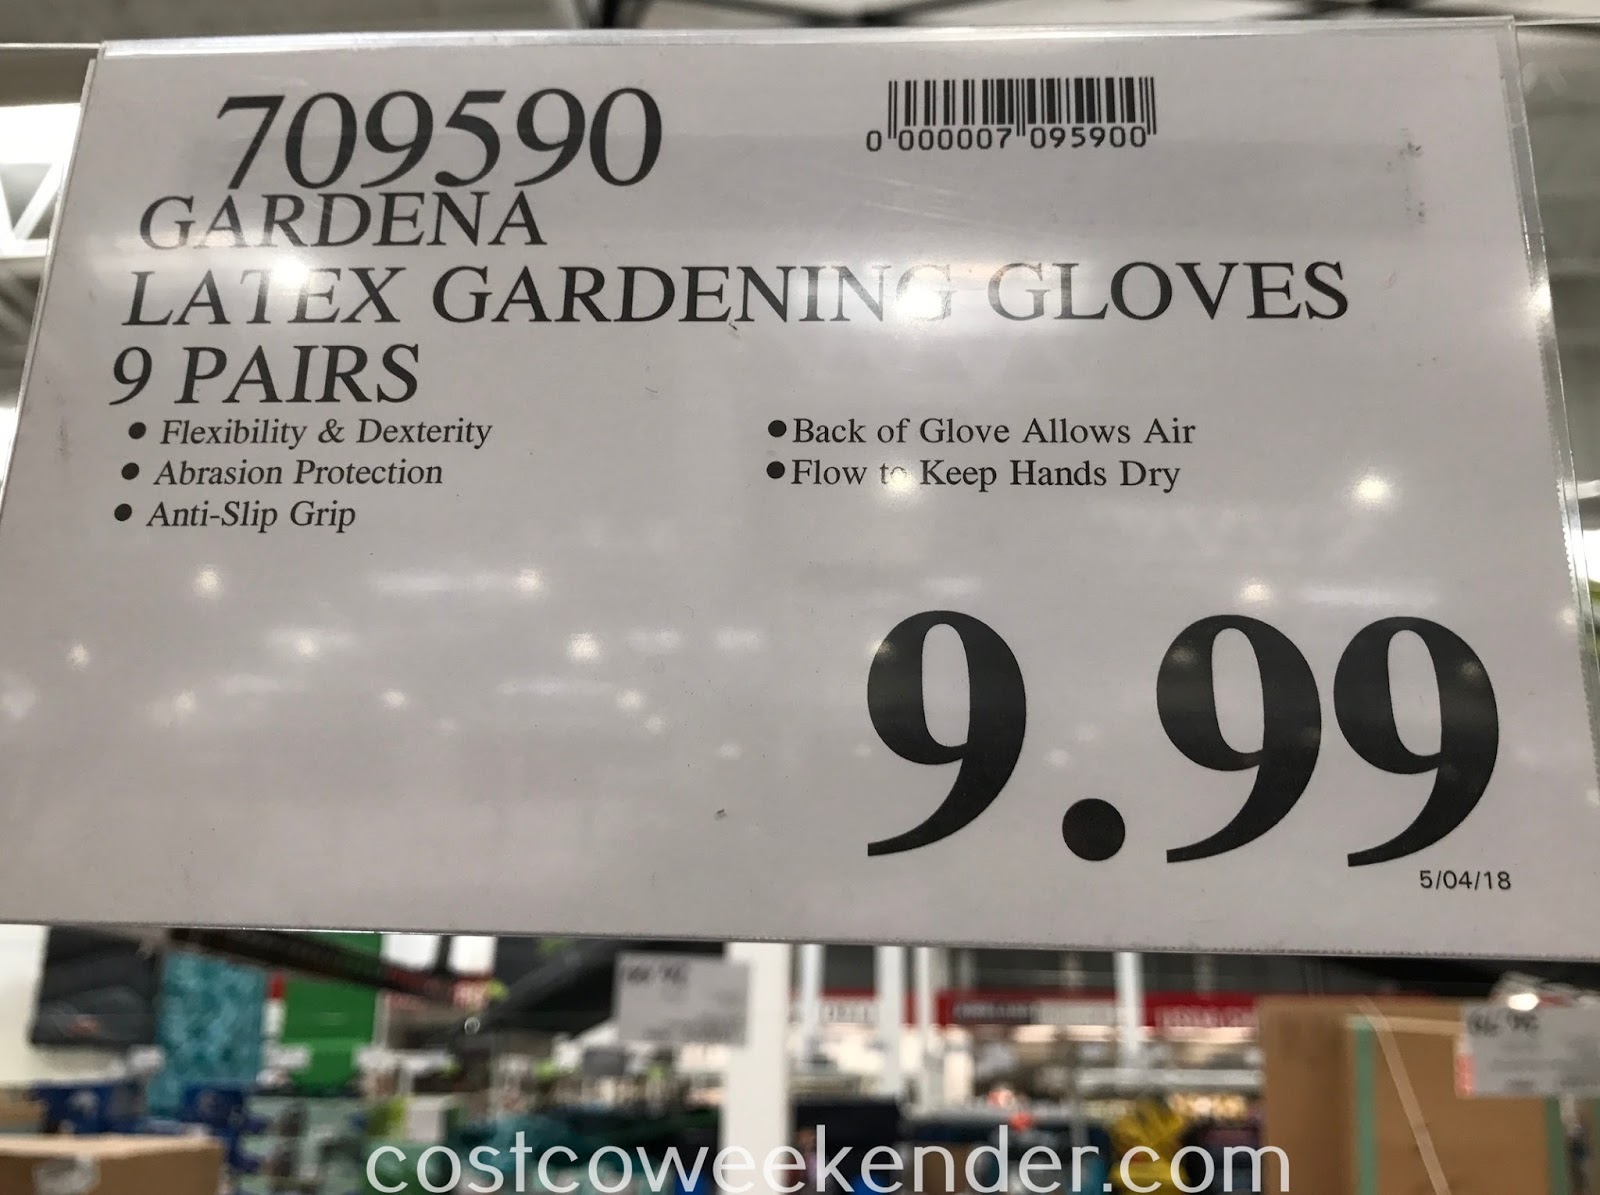 709590
0 000007 095900
GARDENA
LATEX GARDENING GLOVES
9 PAIRS
• Flexibility & Dexterity
• Abrasion Protection
• Anti-Slip Grip
• Back of Glove Allows Air
• Flow to Keep Hands Dry
9.99
5/04/18
costcoweekender.com